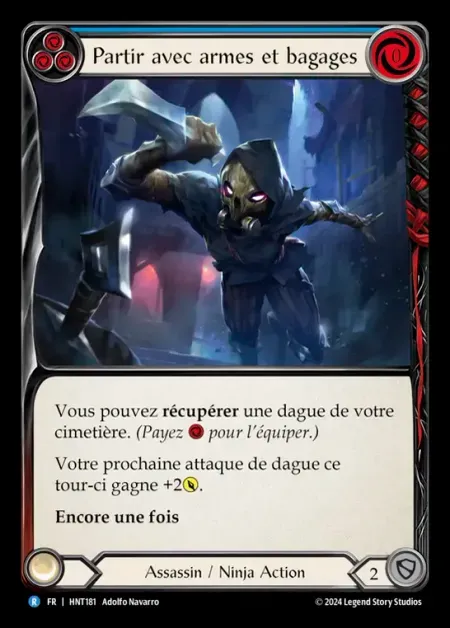 Partir avec armes et bagages
0
Vous pouvez récupérer une dague de votre
cimetière. (Payez pour l'équiper.)
Votre prochaine attaque de dague ce
tour-ci gagne +2.
Encore une fois
Assassin / Ninja Action
2
R FR | HNT181 Adolfo Navarro
© 2024 Legend Story Studios